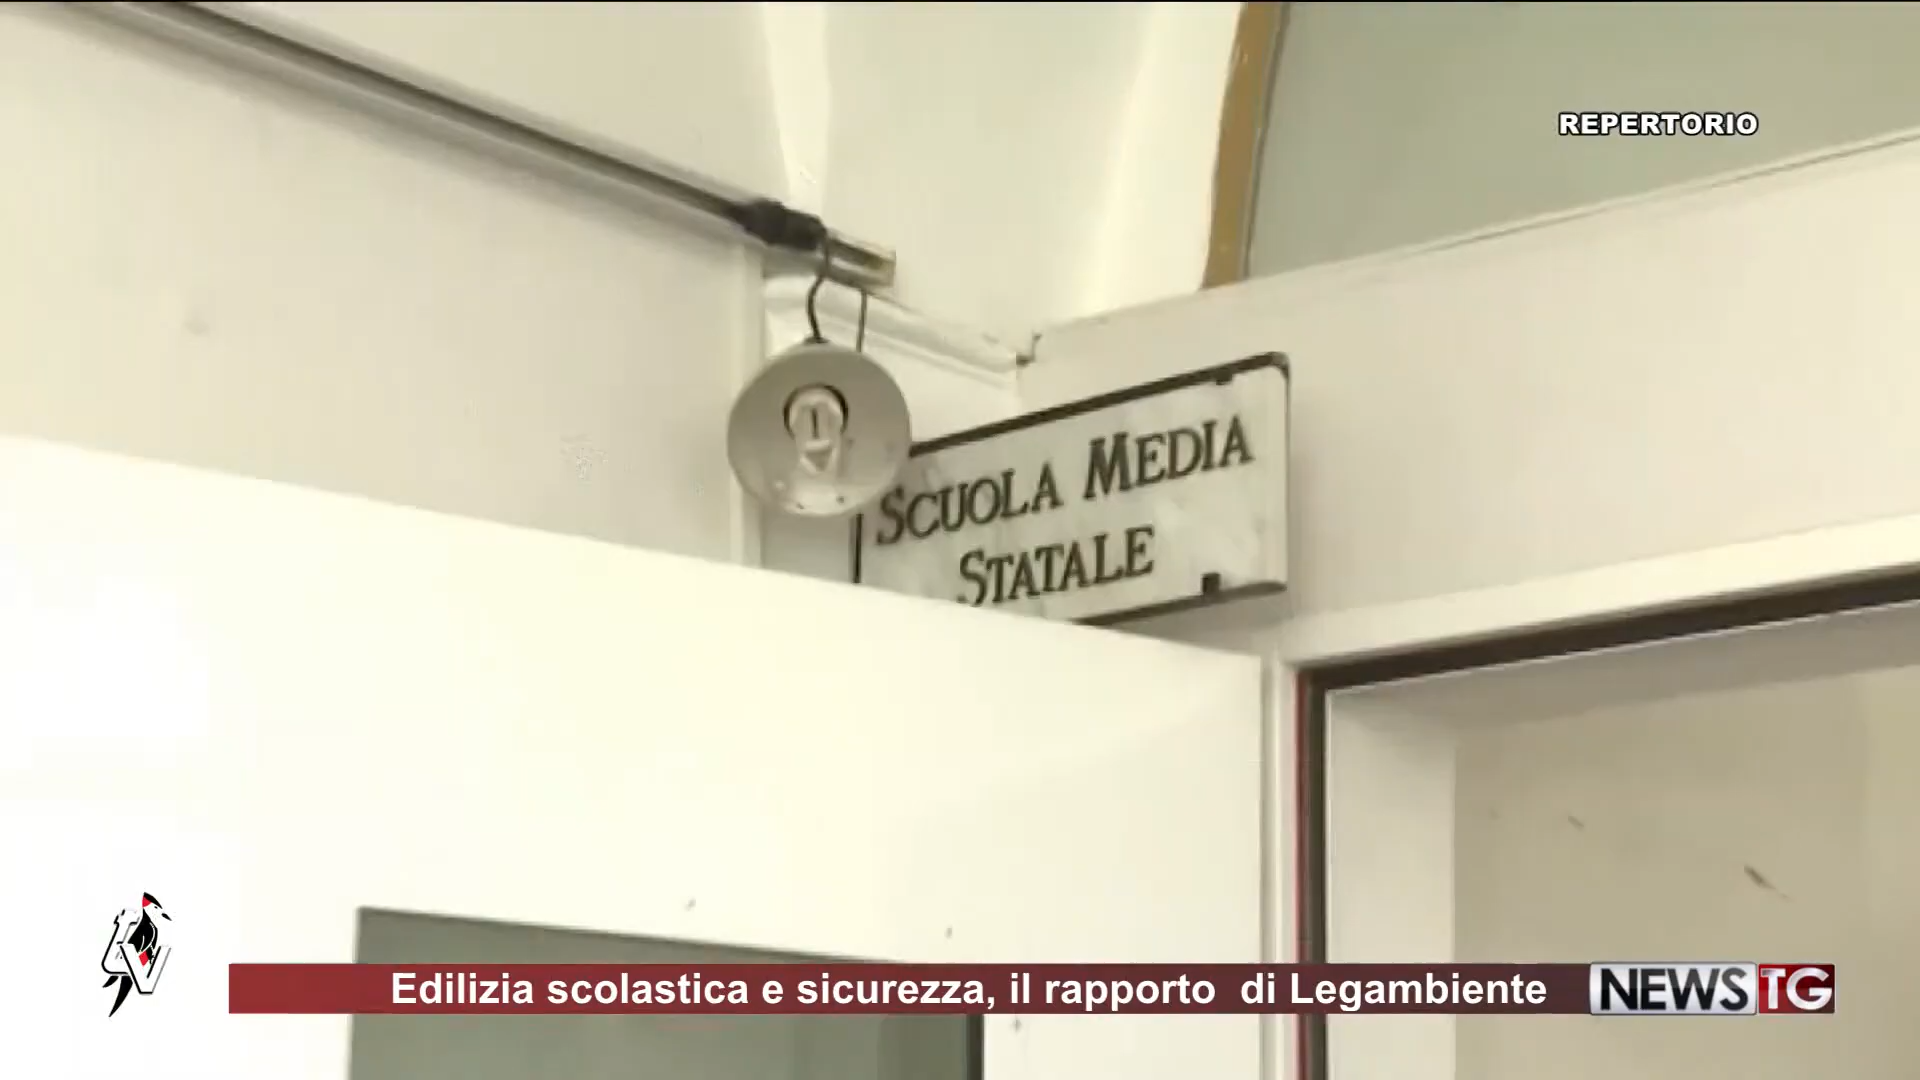 REPERTORIO
SCUOLA MEDIA
STATALE
Edilizia scolastica e sicurezza, il rapporto di Legambiente
NEWS TG